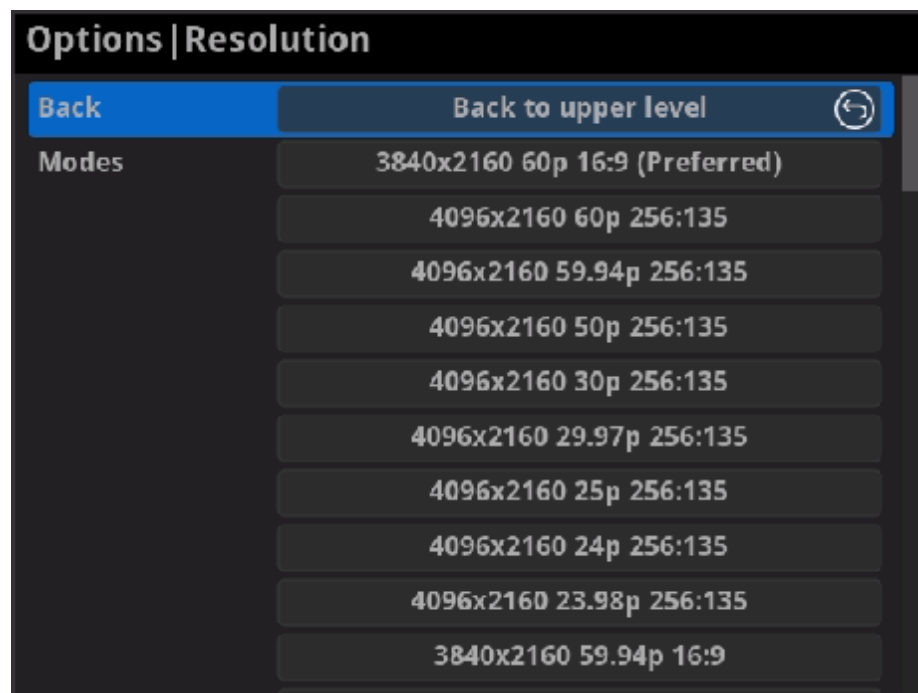 Options|Resolution
Back Back to upper level
Modes 3840x2160 60p 16:9 (Preferred)
4096x2160 60p 256:135
4096x2160 59.94p 256:135
4096x2160 50p 256:135
4096x2160 30p 256:135
4096x2160 29.97p 256:135
4096x2160 25p 256:135
4096x2160 24p 256:135
4096x2160 23.98p 256:135
3840x2160 59.94p 16:9